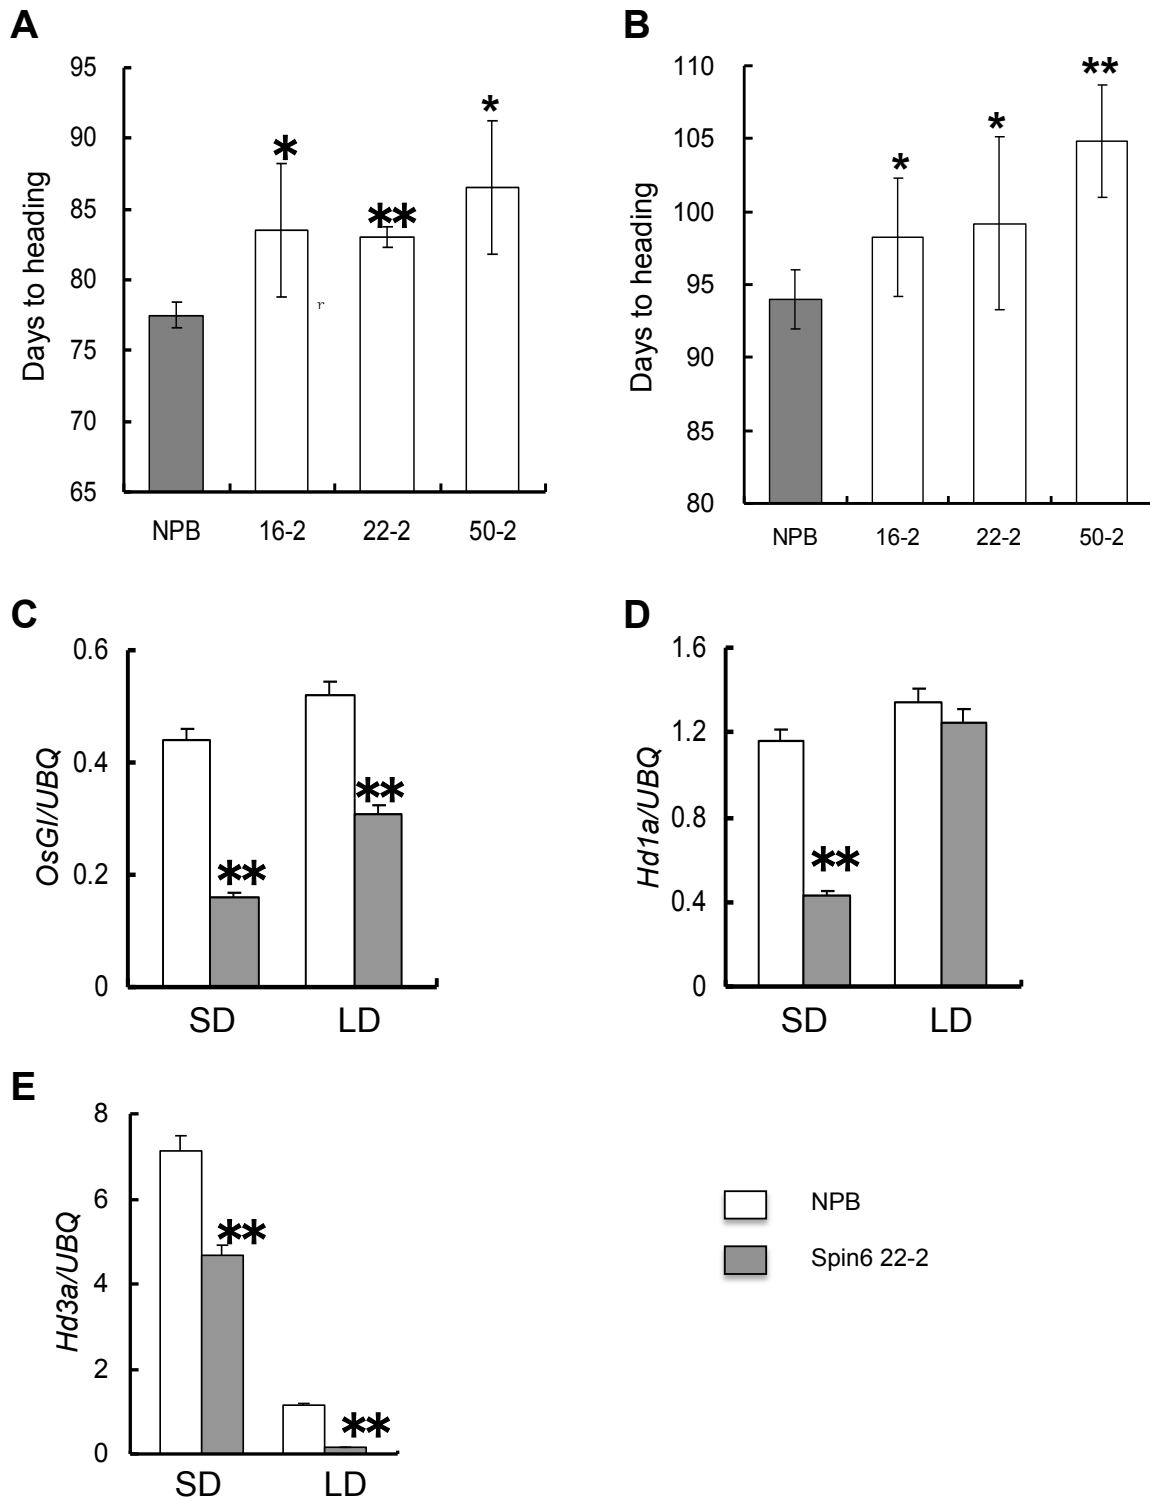 A
Days to heading
95
90
85
80
75
70
65
*
**
*
r
NPB 16-2 22-2 50-2
B
Days to heading
110
105
100
95
90
85
80
*
*
**
NPB 16-2 22-2 50-2
C
OsGI/UBQ
0.6
0.4
0.2
0
**
**
SD LD
D
Hd1a/UBQ
1.6
1.2
0.8
0.4
0
**
SD LD
E
Hd3a/UBQ
8
6
4
2
0
**
**
SD LD
NPB
Spin6 22-2